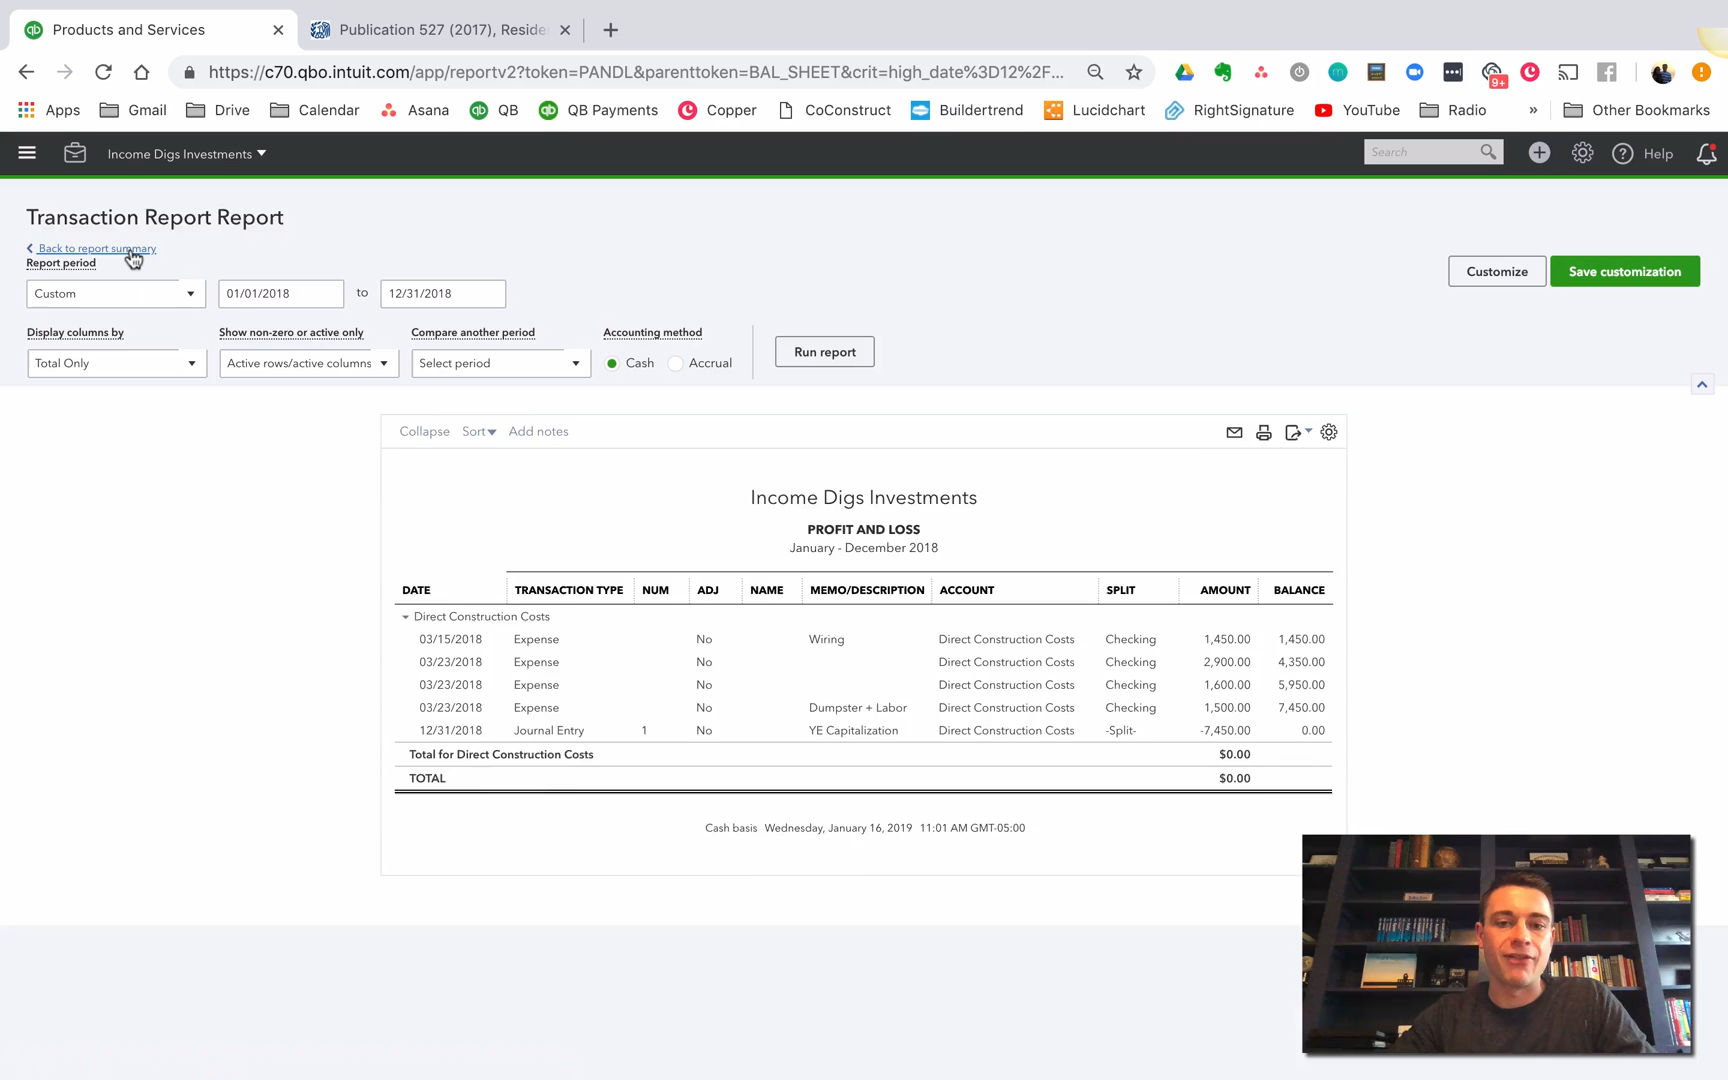 Products and Services
Publication 527 (2017), Reside
https://c70.qbo.intuit.com/app/reportv2?token=PANDL&parenttoken=BAL_SHEET&crit=high_date%3D12%2F...
9+
Apps Gmail Drive Calendar Asana QB QB Payments Copper CoConstruct Buildertrend Lucidchart RightSignature YouTube Radio » Other Bookmarks
Income Digs Investments Search Help
Transaction Report Report
Back to report summary
Report period
Customize Save customization
Custom 01/01/2018 to 12/31/2018
Display columns by Show non-zero or active only Compare another period Accounting method
Total Only Active rows/active columns Select period Cash Accrual Run report
Collapse Sort Add notes
Income Digs Investments
PROFIT AND LOSS
January - December 2018
DATE TRANSACTION TYPE NUM ADJ NAME MEMO/DESCRIPTION ACCOUNT SPLIT AMOUNT BALANCE
Direct Construction Costs
03/15/2018 Expense No Wiring Direct Construction Costs Checking 1,450.00 1,450.00
03/23/2018 Expense No Direct Construction Costs Checking 2,900.00 4,350.00
03/23/2018 Expense No Direct Construction Costs Checking 1,600.00 5,950.00
03/23/2018 Expense No Dumpster + Labor Direct Construction Costs Checking 1,500.00 7,450.00
12/31/2018 Journal Entry 1 No YE Capitalization Direct Construction Costs -Split- -7,450.00 0.00
Total for Direct Construction Costs $0.00
TOTAL $0.00
Cash basis Wednesday, January 16, 2019 11:01 AM GMT-05:00